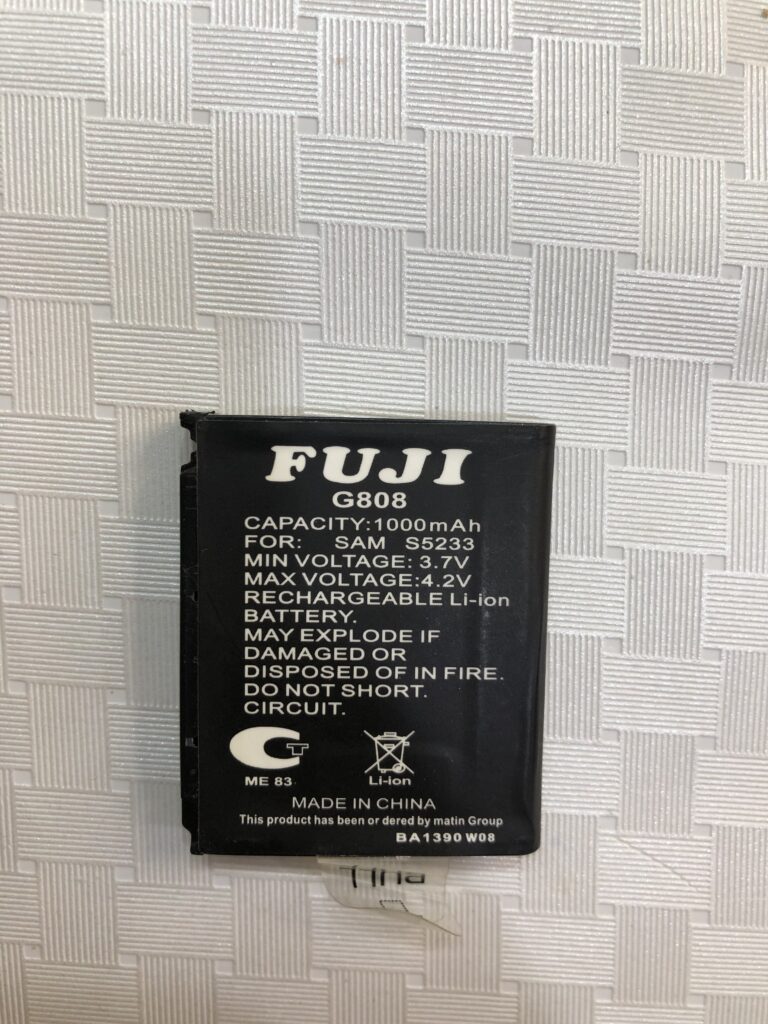 FUJI
G808
CAPACITY:1000mAh
FOR: SAM S5233
MIN VOLTAGE: 3.7V
MAX VOLTAGE:4.2V
RECHARGEABLE Li-ion
BATTERY.
MAY EXPLODE IF
DAMAGED OR
DISPOSED OF IN FIRE.
DO NOT SHORT.
CIRCUIT.
ME 83
Li-ion
MADE IN CHINA
This product has been or dered by matin Group
BA1390 W08